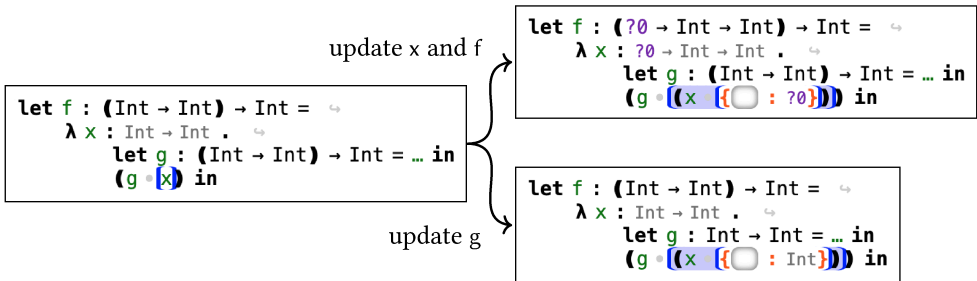 update x and f
let f : (Int → Int) → Int = ↪
λ x : Int → Int . ↪
let g : (Int → Int) → Int = … in
(g • [x]) in
update g
let f : (?0 → Int → Int) → Int = ↪
λ x : ?0 → Int → Int . ↪
let g : (Int → Int) → Int = … in
(g • [(x • [{ : ?0}])]) in
let f : (Int → Int) → Int = ↪
λ x : Int → Int . ↪
let g : Int → Int = … in
(g • [(x • [{ : Int}])]) in